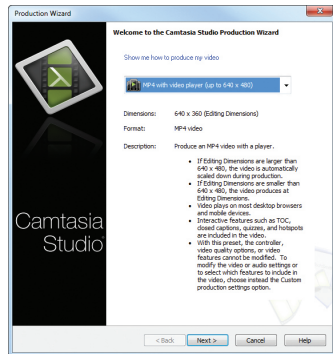 Production Wizard
Welcome to the Camtasia Studio Production Wizard
Show me how to produce my video
MP4 with video player (up to 640 x 480)
Dimensions: 640 x 360 (Editing Dimensions)
Format: MP4 video
Description: Produce an MP4 video with a player.
• If Editing Dimensions are larger than
640 x 480, the video is automatically
scaled down during production.
• If Editing Dimensions are smaller than
640 x 480, the video produces at
Editing Dimensions.
• Video plays on most desktop browsers
and mobile devices.
• Interactive features such as TOC,
closed captions, quizzes, and hotspots
are included in the video.
• With this preset, the controller,
video quality options, or video
features cannot be modified. To
modify the video or audio settings or
to select which features to include in
the video, choose instead the Custom
production settings option.
Camtasia
Studio
< Back
Next >
Cancel
Help